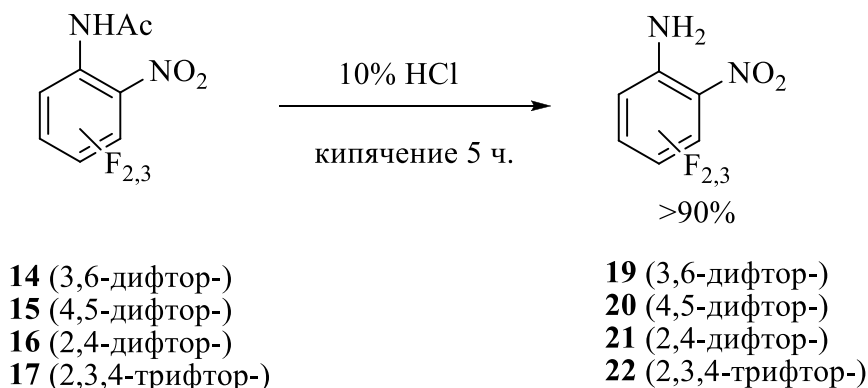 NHAc
NO2
F2,3
10% HCl
кипячение 5 ч.
NH2
NO2
F2,3
>90%
14 (3,6-дифтор-)
15 (4,5-дифтор-)
16 (2,4-дифтор-)
17 (2,3,4-трифтор-)
19 (3,6-дифтор-)
20 (4,5-дифтор-)
21 (2,4-дифтор-)
22 (2,3,4-трифтор-)